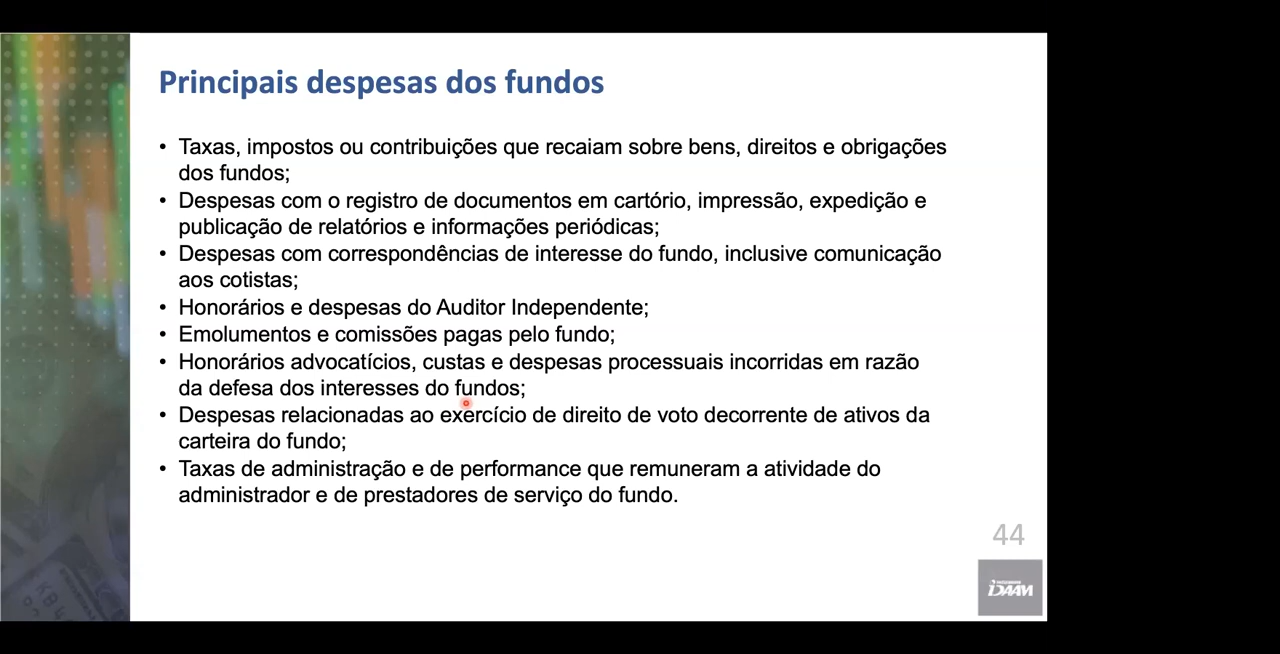 Principais despesas dos fundos
• Taxas, impostos ou contribuições que recaiam sobre bens, direitos e obrigações
dos fundos;
• Despesas com o registro de documentos em cartório, impressão, expedição e
publicação de relatórios e informações periódicas;
• Despesas com correspondências de interesse do fundo, inclusive comunicação
aos cotistas;
• Honorários e despesas do Auditor Independente;
• Emolumentos e comissões pagas pelo fundo;
• Honorários advocatícios, custas e despesas processuais incorridas em razão
da defesa dos interesses do fundos;
• Despesas relacionadas ao exercício de direito de voto decorrente de ativos da
carteira do fundo;
• Taxas de administração e de performance que remuneram a atividade do
administrador e de prestadores de serviço do fundo.
44